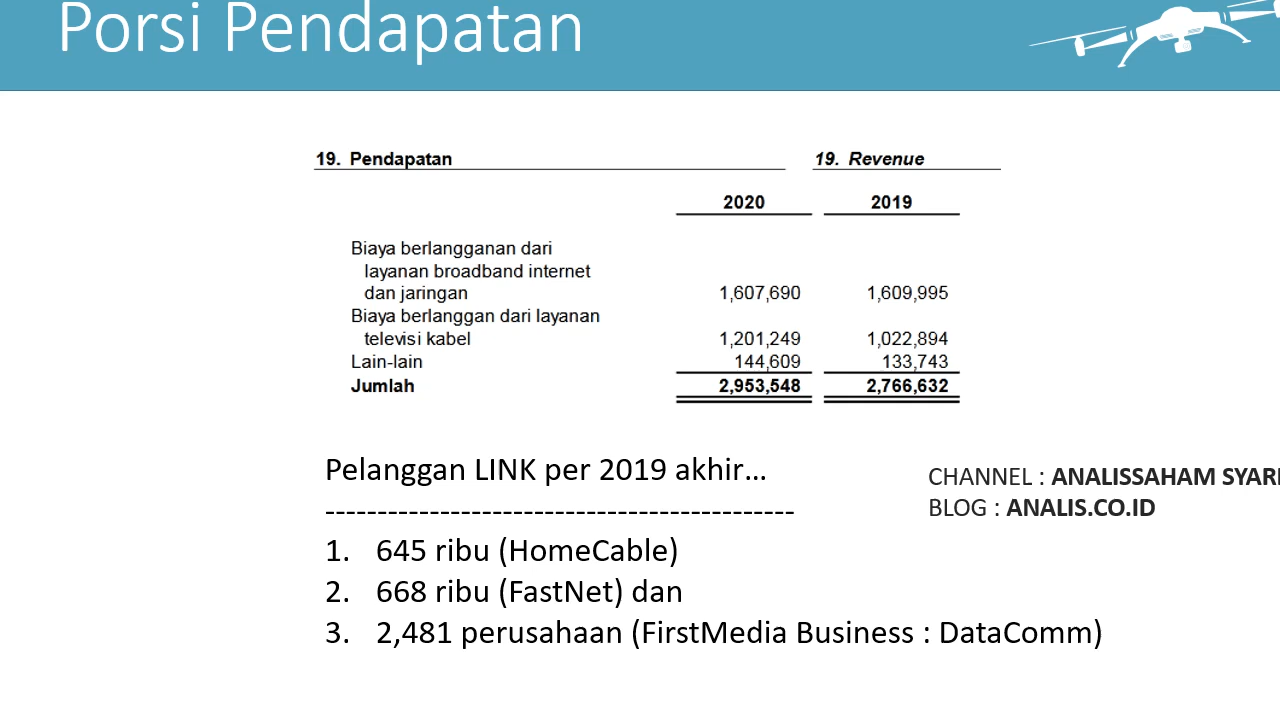 Porsi Pendapatan
19. Pendapatan 19. Revenue
2020 2019
Biaya berlangganan dari
layanan broadband internet
dan jaringan 1,607,690 1,609,995
Biaya berlanggan dari layanan
televisi kabel 1,201,249 1,022,894
Lain-lain 144,609 133,743
Jumlah 2,953,548 2,766,632
Pelanggan LINK per 2019 akhir...
---------------------------------------------
1. 645 ribu (HomeCable)
2. 668 ribu (FastNet) dan
3. 2,481 perusahaan (FirstMedia Business : DataComm)
CHANNEL : ANALISSAHAM
BLOG : ANALIS.CO.ID